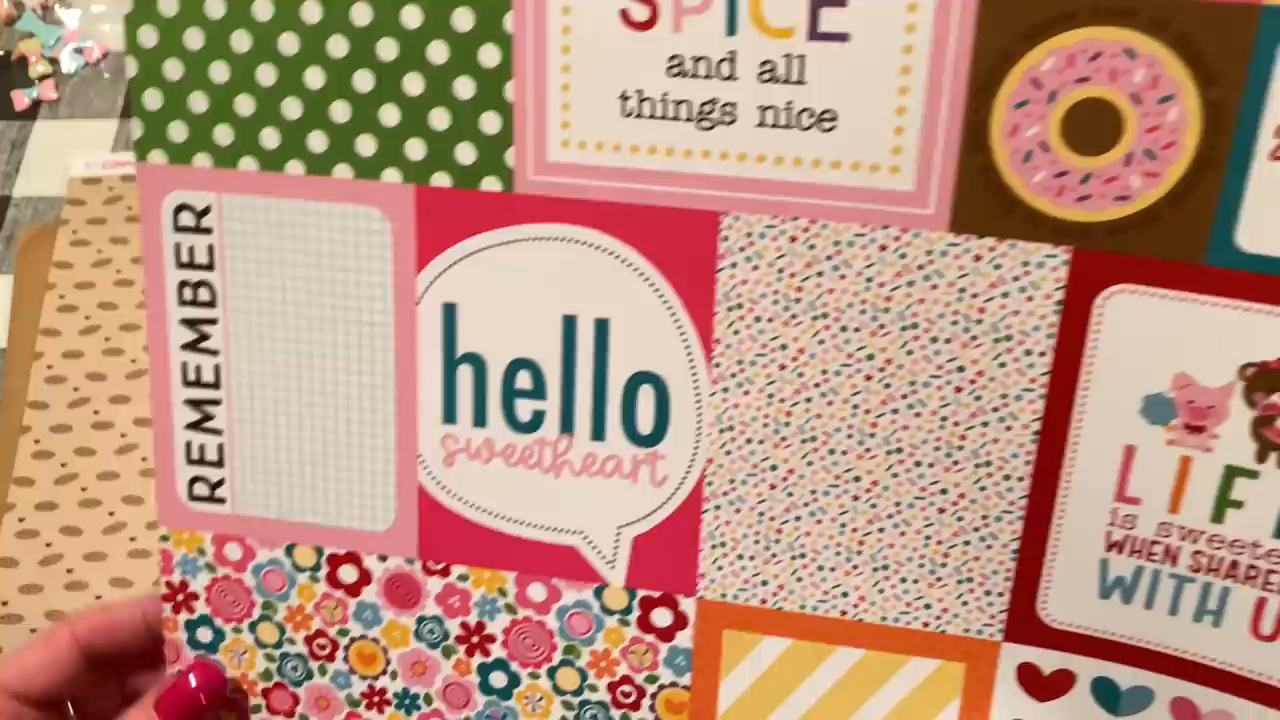 SPICE
and all
things nice
REMEMBER
hello
sweetheart
LIF
is sweete
WHEN SHARE
WITH U